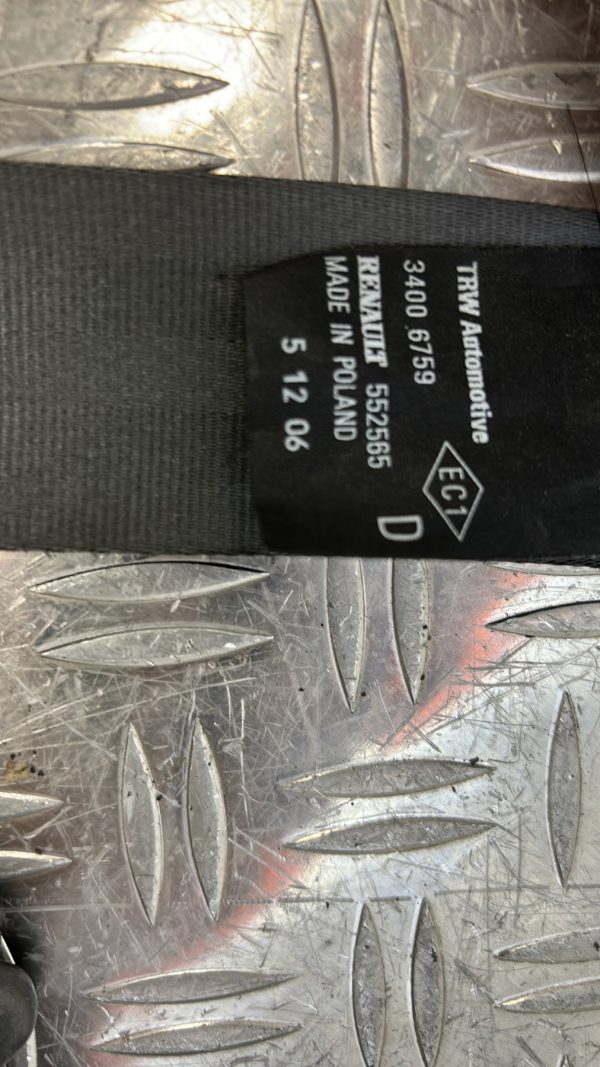 TRW Automotive
3400 6759
EC1
RENAULT 552565
D
MADE IN POLAND
5 12 06